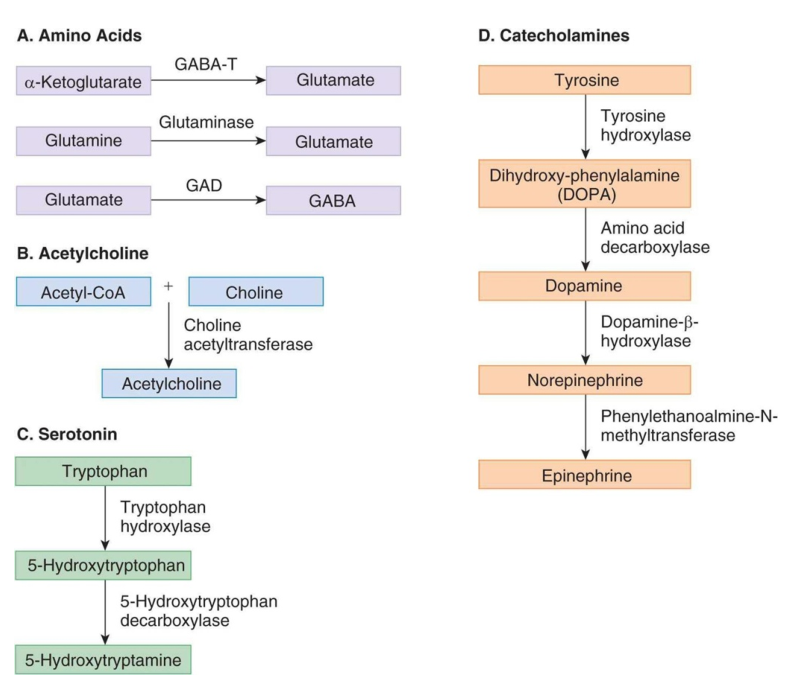 A. Amino Acids
α-Ketoglutarate
GABA-T
Glutamate
Glutamine
Glutaminase
Glutamate
Glutamate
GAD
GABA
B. Acetylcholine
Acetyl-CoA
+
Choline
Choline
acetyltransferase
Acetylcholine
C. Serotonin
Tryptophan
Tryptophan
hydroxylase
5-Hydroxytryptophan
5-Hydroxytryptophan
decarboxylase
5-Hydroxytryptamine
D. Catecholamines
Tyrosine
Tyrosine
hydroxylase
Dihydroxy-phenylalamine
(DOPA)
Amino acid
decarboxylase
Dopamine
Dopamine-β-
hydroxylase
Norepinephrine
Phenylethanoalmine-N-
methyltransferase
Epinephrine